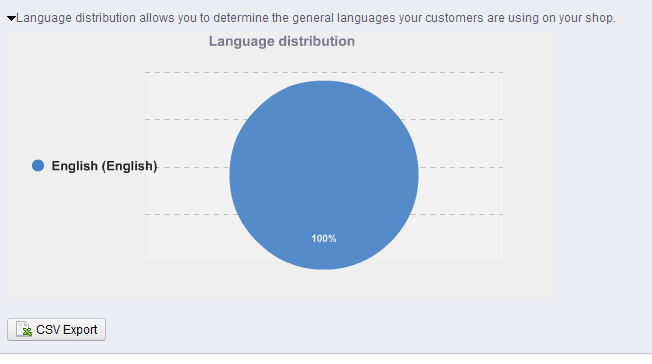 Language distribution allows you to determine the general languages your customers are using on your shop.
Language distribution
English (English)
100%
CSV Export